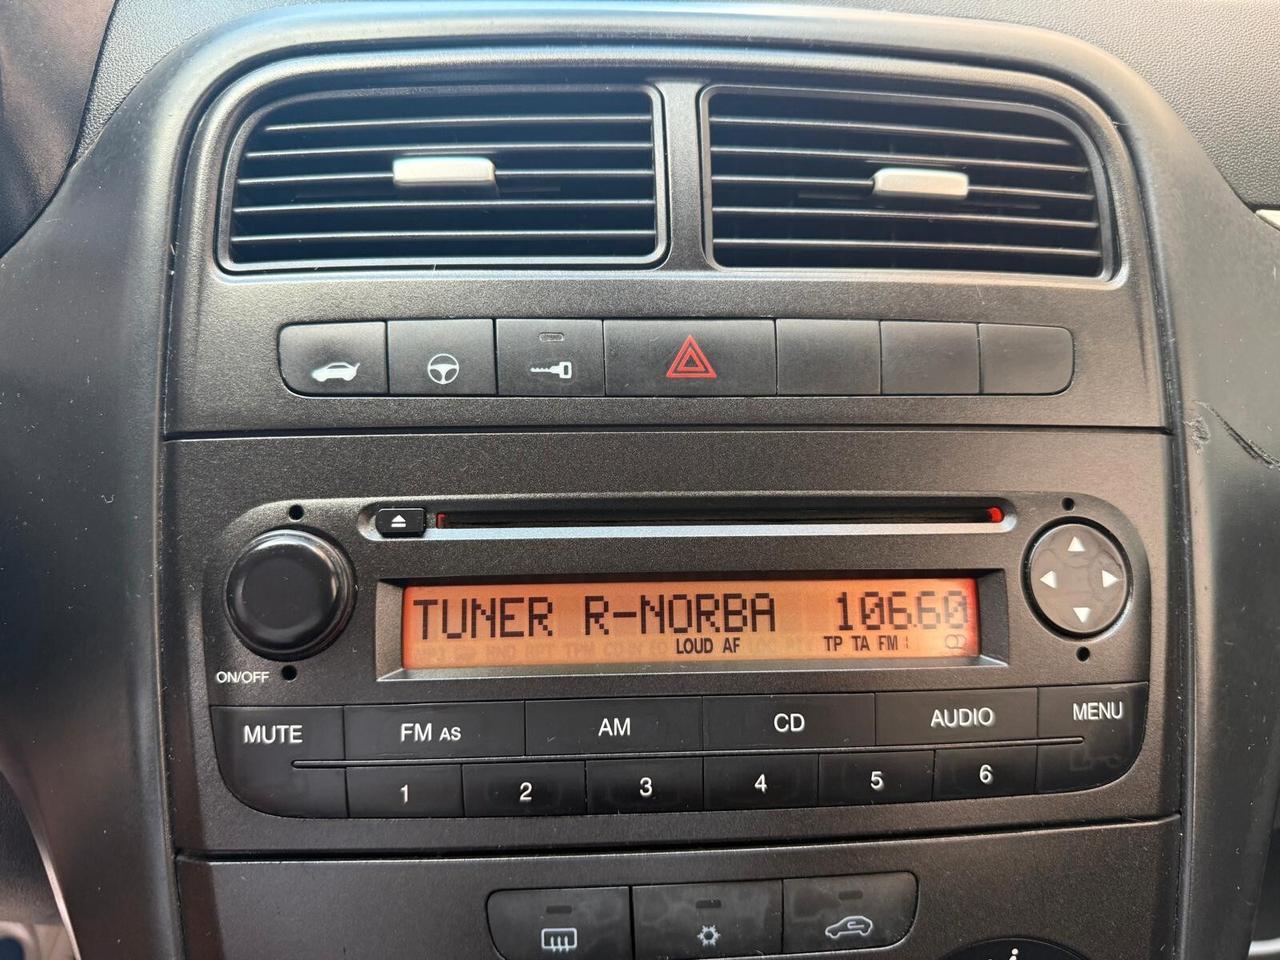 TUNER R-NORBA 106.60
LOUD AF TP TA FM
ON/OFF
MUTE FM AS AM CD AUDIO MENU
1 2 3 4 5 6